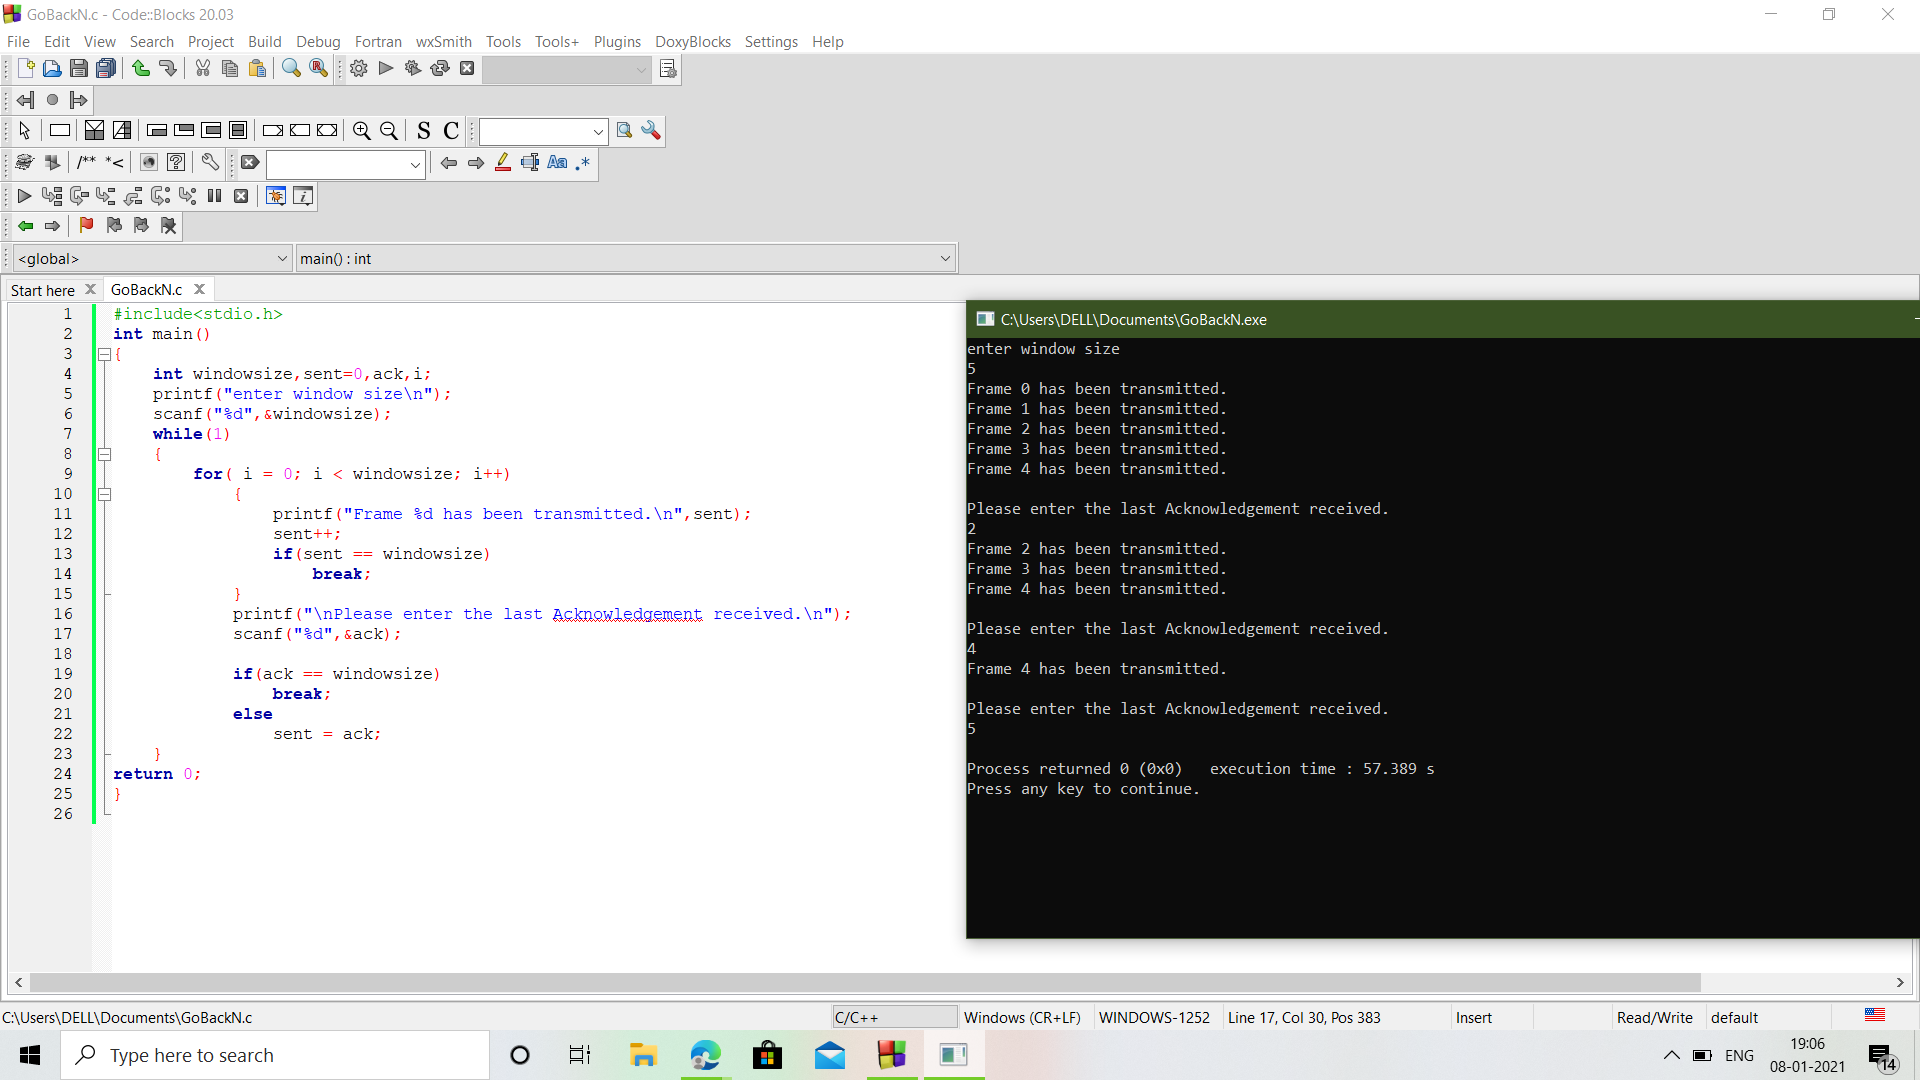 GoBackN.c - Code::Blocks 20.03
File Edit View Search Project Build Debug Fortran wxSmith Tools Tools+ Plugins DoxyBlocks Settings Help
S C
/** *<
Aa .*
<global> main() : int
Start here GoBackN.c
1 #include<stdio.h>
2 int main()
3 {
4 int windowsize,sent=0,ack,i;
5 printf("enter window size\n");
6 scanf("%d",&windowsize);
7 while(1)
8 {
9 for( i = 0; i < windowsize; i++)
10 {
11 printf("Frame %d has been transmitted.\n",sent);
12 sent++;
13 if(sent == windowsize)
14 break;
15 }
16 printf("\nPlease enter the last Acknowledgement received.\n");
17 scanf("%d",&ack);
18
19 if(ack == windowsize)
20 break;
21 else
22 sent = ack;
23 }
24 return 0;
25 }
26
C:\Users\DELL\Documents\GoBackN.exe
enter window size
5
Frame 0 has been transmitted.
Frame 1 has been transmitted.
Frame 2 has been transmitted.
Frame 3 has been transmitted.
Frame 4 has been transmitted.
Please enter the last Acknowledgement received.
2
Frame 2 has been transmitted.
Frame 3 has been transmitted.
Frame 4 has been transmitted.
Please enter the last Acknowledgement received.
4
Frame 4 has been transmitted.
Please enter the last Acknowledgement received.
5
Process returned 0 (0x0) execution time : 57.389 s
Press any key to continue.
C:\Users\DELL\Documents\GoBackN.c C/C++ Windows (CR+LF) WINDOWS-1252 Line 17, Col 30, Pos 383 Insert Read/Write default
Type here to search
ENG
19:06
08-01-2021
14